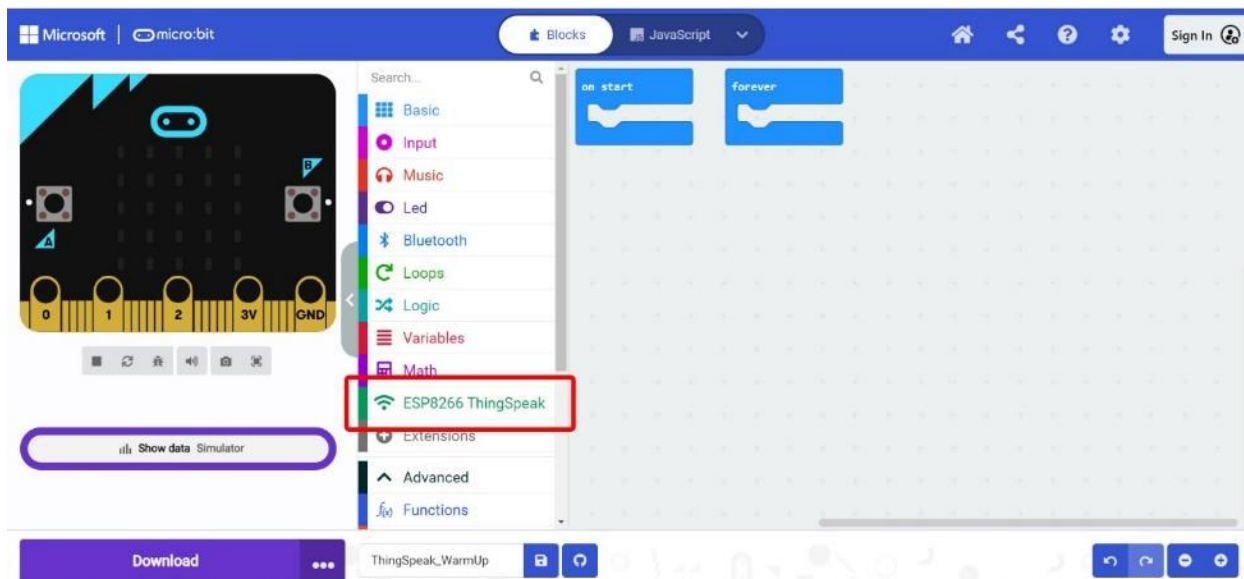 Microsoft | micro:bit
Blocks
JavaScript
Sign In
B
A
0 1 2 3V GND
Show data Simulator
Search...
Basic
Input
Music
Led
Bluetooth
Loops
Logic
Variables
Math
ESP8266 ThingSpeak
Extensions
Advanced
f(x) Functions
on start
forever
Download
ThingSpeak_WarmUp